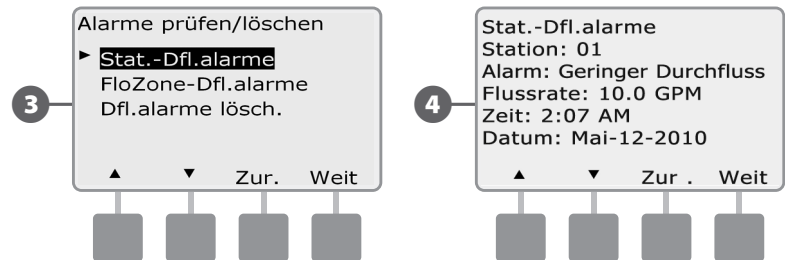 3
Alarme prüfen/löschen
► Stat.-Dfl.alarme
FloZone-Dfl.alarme
Dfl.alarme lösch.
▲ ▼ Zur. Weit
4
Stat.-Dfl.alarme
Station: 01
Alarm: Geringer Durchfluss
Flussrate: 10.0 GPM
Zeit: 2:07 AM
Datum: Mai-12-2010
▲ ▼ Zur . Weit